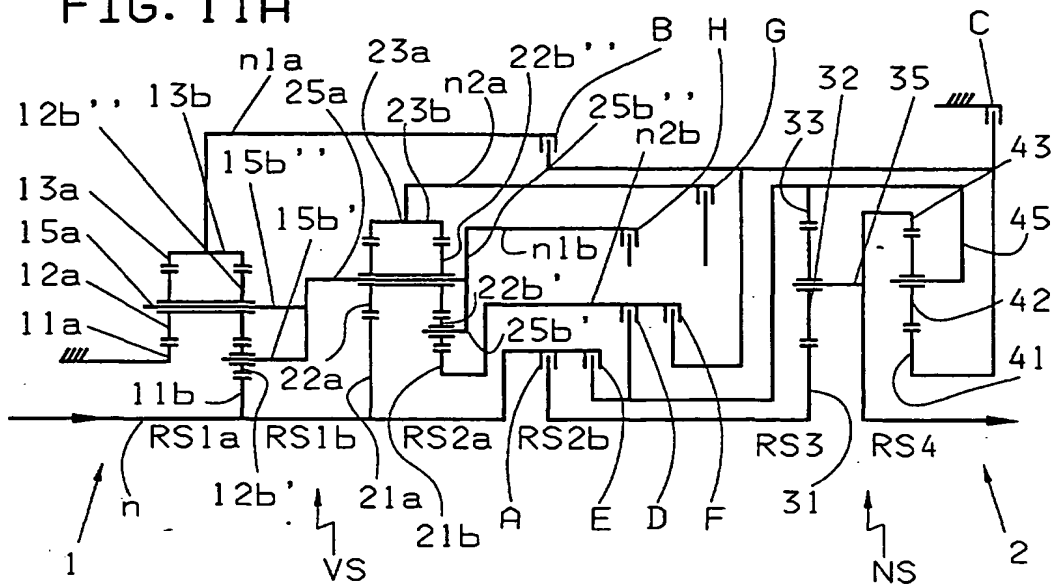 FIG. 11A
B H G C
n1a 23a 22b''
12b'' 13b 25a n2a 25b'' 32 35
23b n2b 33
15b'' 43
13a 15b'
15a n1b 45
12a 22b'
11a 25b' 42
22a 41
11b
RS1a RS1b RS2a RS2b RS3 RS4
n 12b' 21a A E D F 31
21b
1 VS NS 2